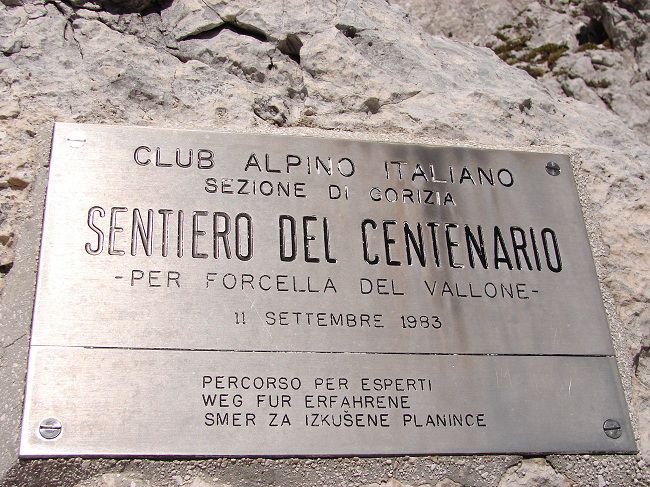 CLUB ALPINO ITALIANO
SEZIONE DI GORIZIA
SENTIERO DEL CENTENARIO
-PER FORCELLA DEL VALLONE-
11 SETTEMBRE 1983
PERCORSO PER ESPERTI
WEG FUR ERFAHRENE
SMER ZA IZKUŠENE PLANINCE